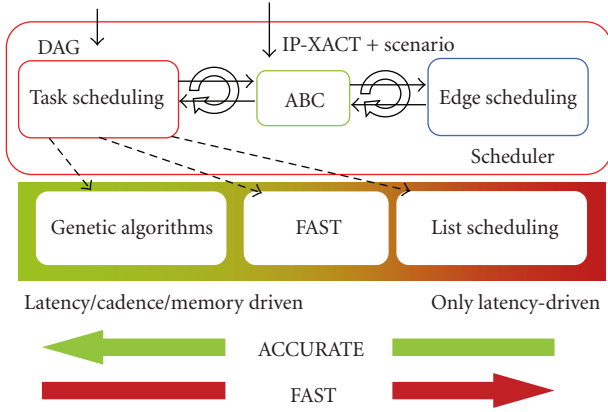 DAG
IP-XACT + scenario
Task scheduling
ABC
Edge scheduling
Scheduler
Genetic algorithms
FAST
List scheduling
Latency/cadence/memory driven
Only latency-driven
ACCURATE
FAST